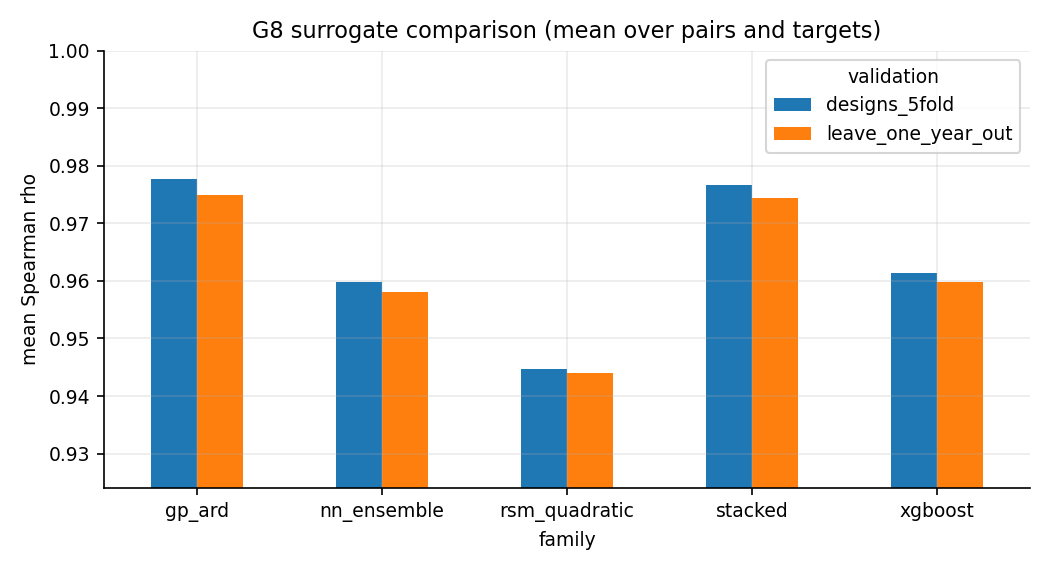 G8 surrogate comparison (mean over pairs and targets)
1.00
0.99
0.98
0.97
0.96
0.95
0.94
0.93
mean Spearman rho
validation
designs_5fold
leave_one_year_out
gp_ard
nn_ensemble
rsm_quadratic
stacked
xgboost
family